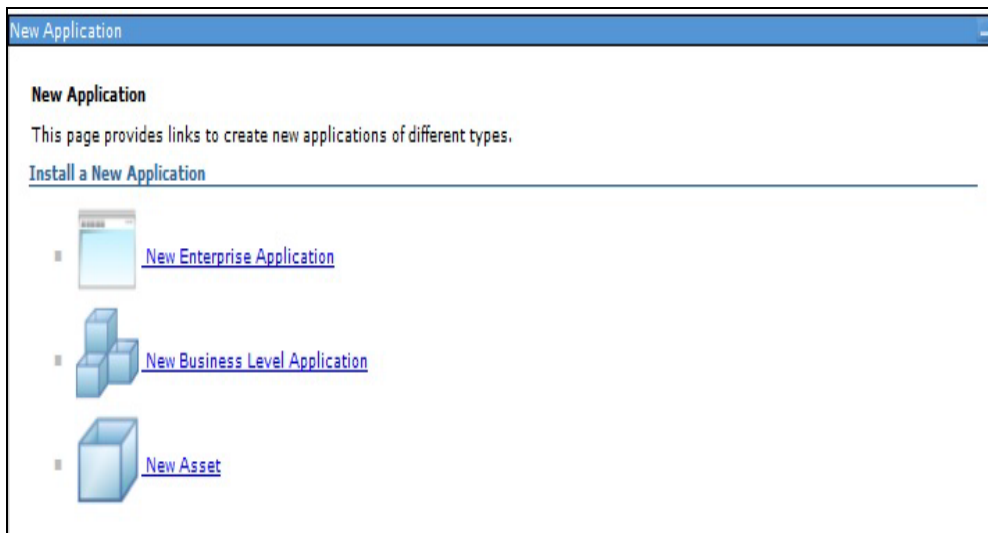 New Application
New Application
This page provides links to create new applications of different types.
Install a New Application
New Enterprise Application
New Business Level Application
New Asset